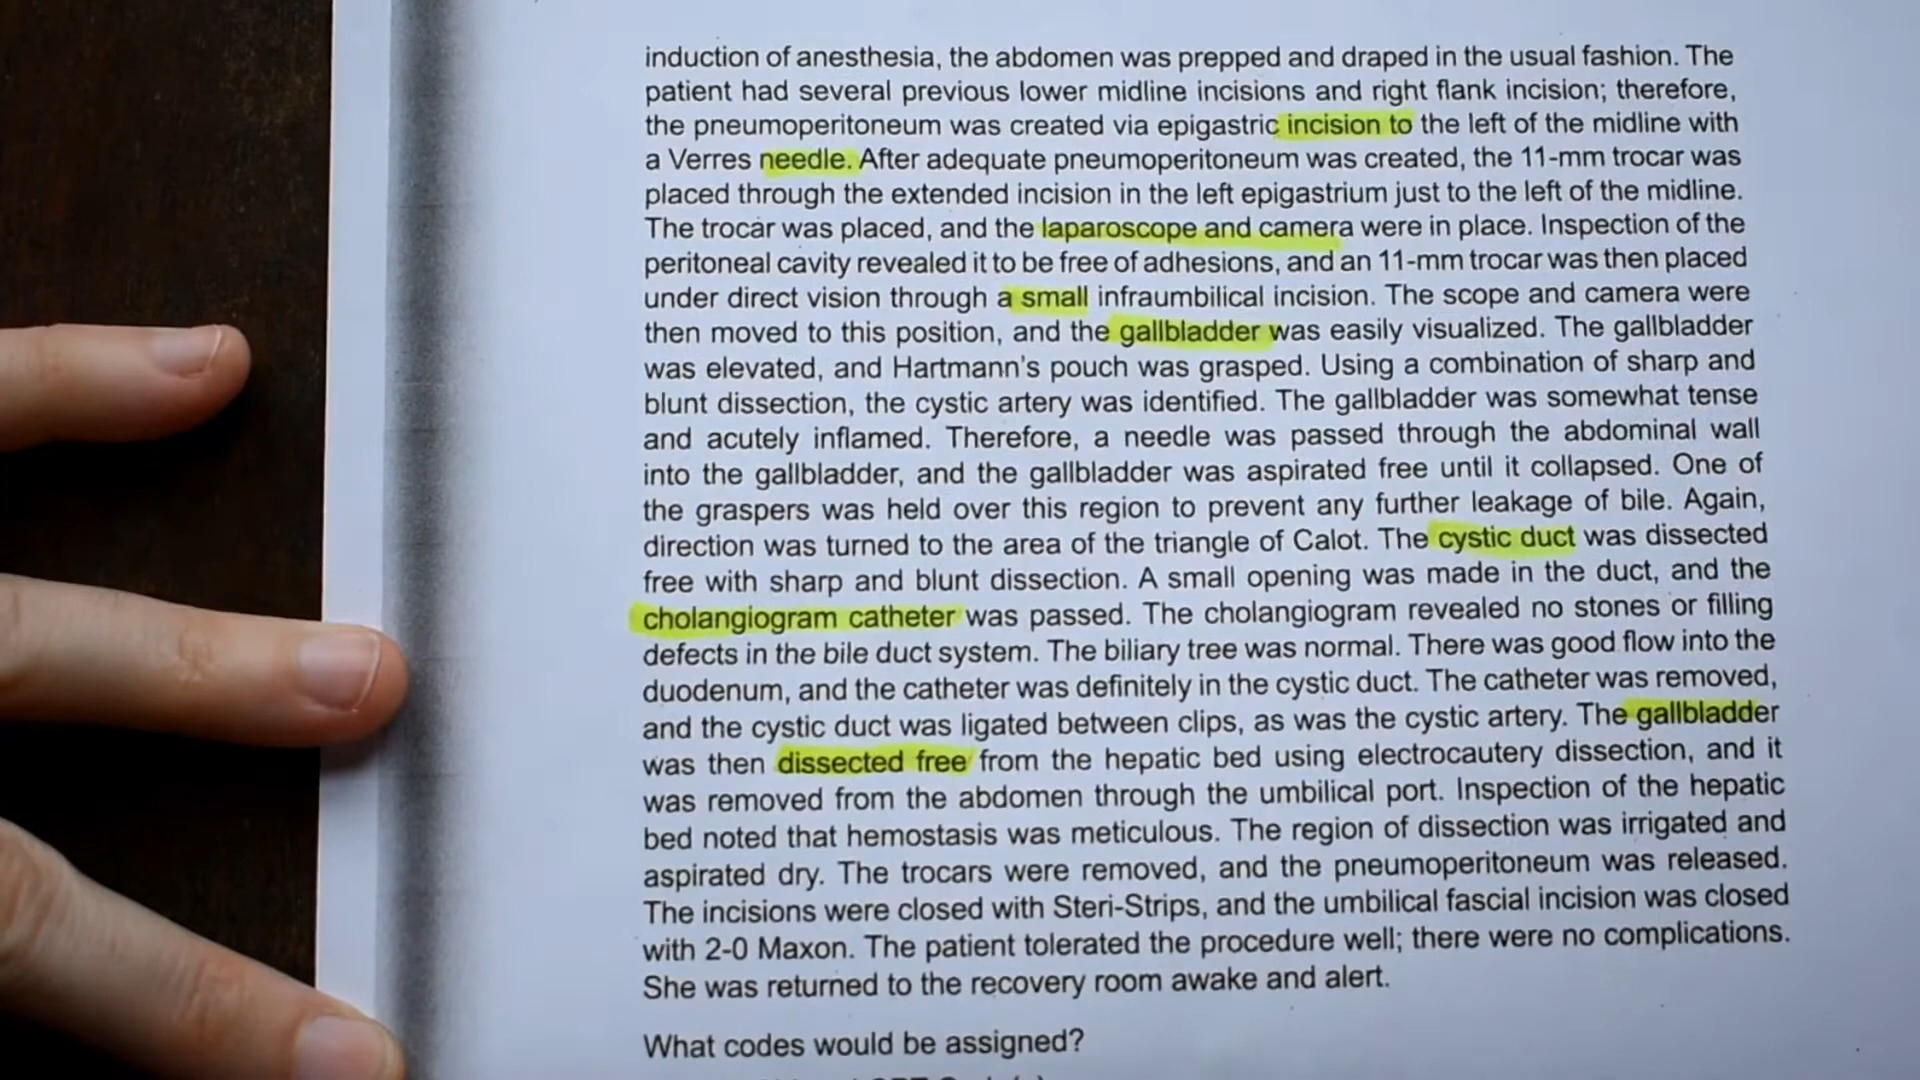 induction of anesthesia, the abdomen was prepped and draped in the usual fashion. The
patient had several previous lower midline incisions and right flank incision; therefore,
the pneumoperitoneum was created via epigastric incision to the left of the midline with
a Verres needle. After adequate pneumoperitoneum was created, the 11-mm trocar was
placed through the extended incision in the left epigastrium just to the left of the midline.
The trocar was placed, and the laparoscope and camera were in place. Inspection of the
peritoneal cavity revealed it to be free of adhesions, and an 11-mm trocar was then placed
under direct vision through a small infraumbilical incision. The scope and camera were
then moved to this position, and the gallbladder was easily visualized. The gallbladder
was elevated, and Hartmann's pouch was grasped. Using a combination of sharp and
blunt dissection, the cystic artery was identified. The gallbladder was somewhat tense
and acutely inflamed. Therefore, a needle was passed through the abdominal wall
into the gallbladder, and the gallbladder was aspirated free until it collapsed. One of
the graspers was held over this region to prevent any further leakage of bile. Again,
direction was turned to the area of the triangle of Calot. The cystic duct was dissected
free with sharp and blunt dissection. A small opening was made in the duct, and the
cholangiogram catheter was passed. The cholangiogram revealed no stones or filling
defects in the bile duct system. The biliary tree was normal. There was good flow into the
duodenum, and the catheter was definitely in the cystic duct. The catheter was removed,
and the cystic duct was ligated between clips, as was the cystic artery. The gallbladder
was then dissected free from the hepatic bed using electrocautery dissection, and it
was removed from the abdomen through the umbilical port. Inspection of the hepatic
bed noted that hemostasis was meticulous. The region of dissection was irrigated and
aspirated dry. The trocars were removed, and the pneumoperitoneum was released.
The incisions were closed with Steri-Strips, and the umbilical fascial incision was closed
with 2-0 Maxon. The patient tolerated the procedure well; there were no complications.
She was returned to the recovery room awake and alert.
What codes would be assigned?